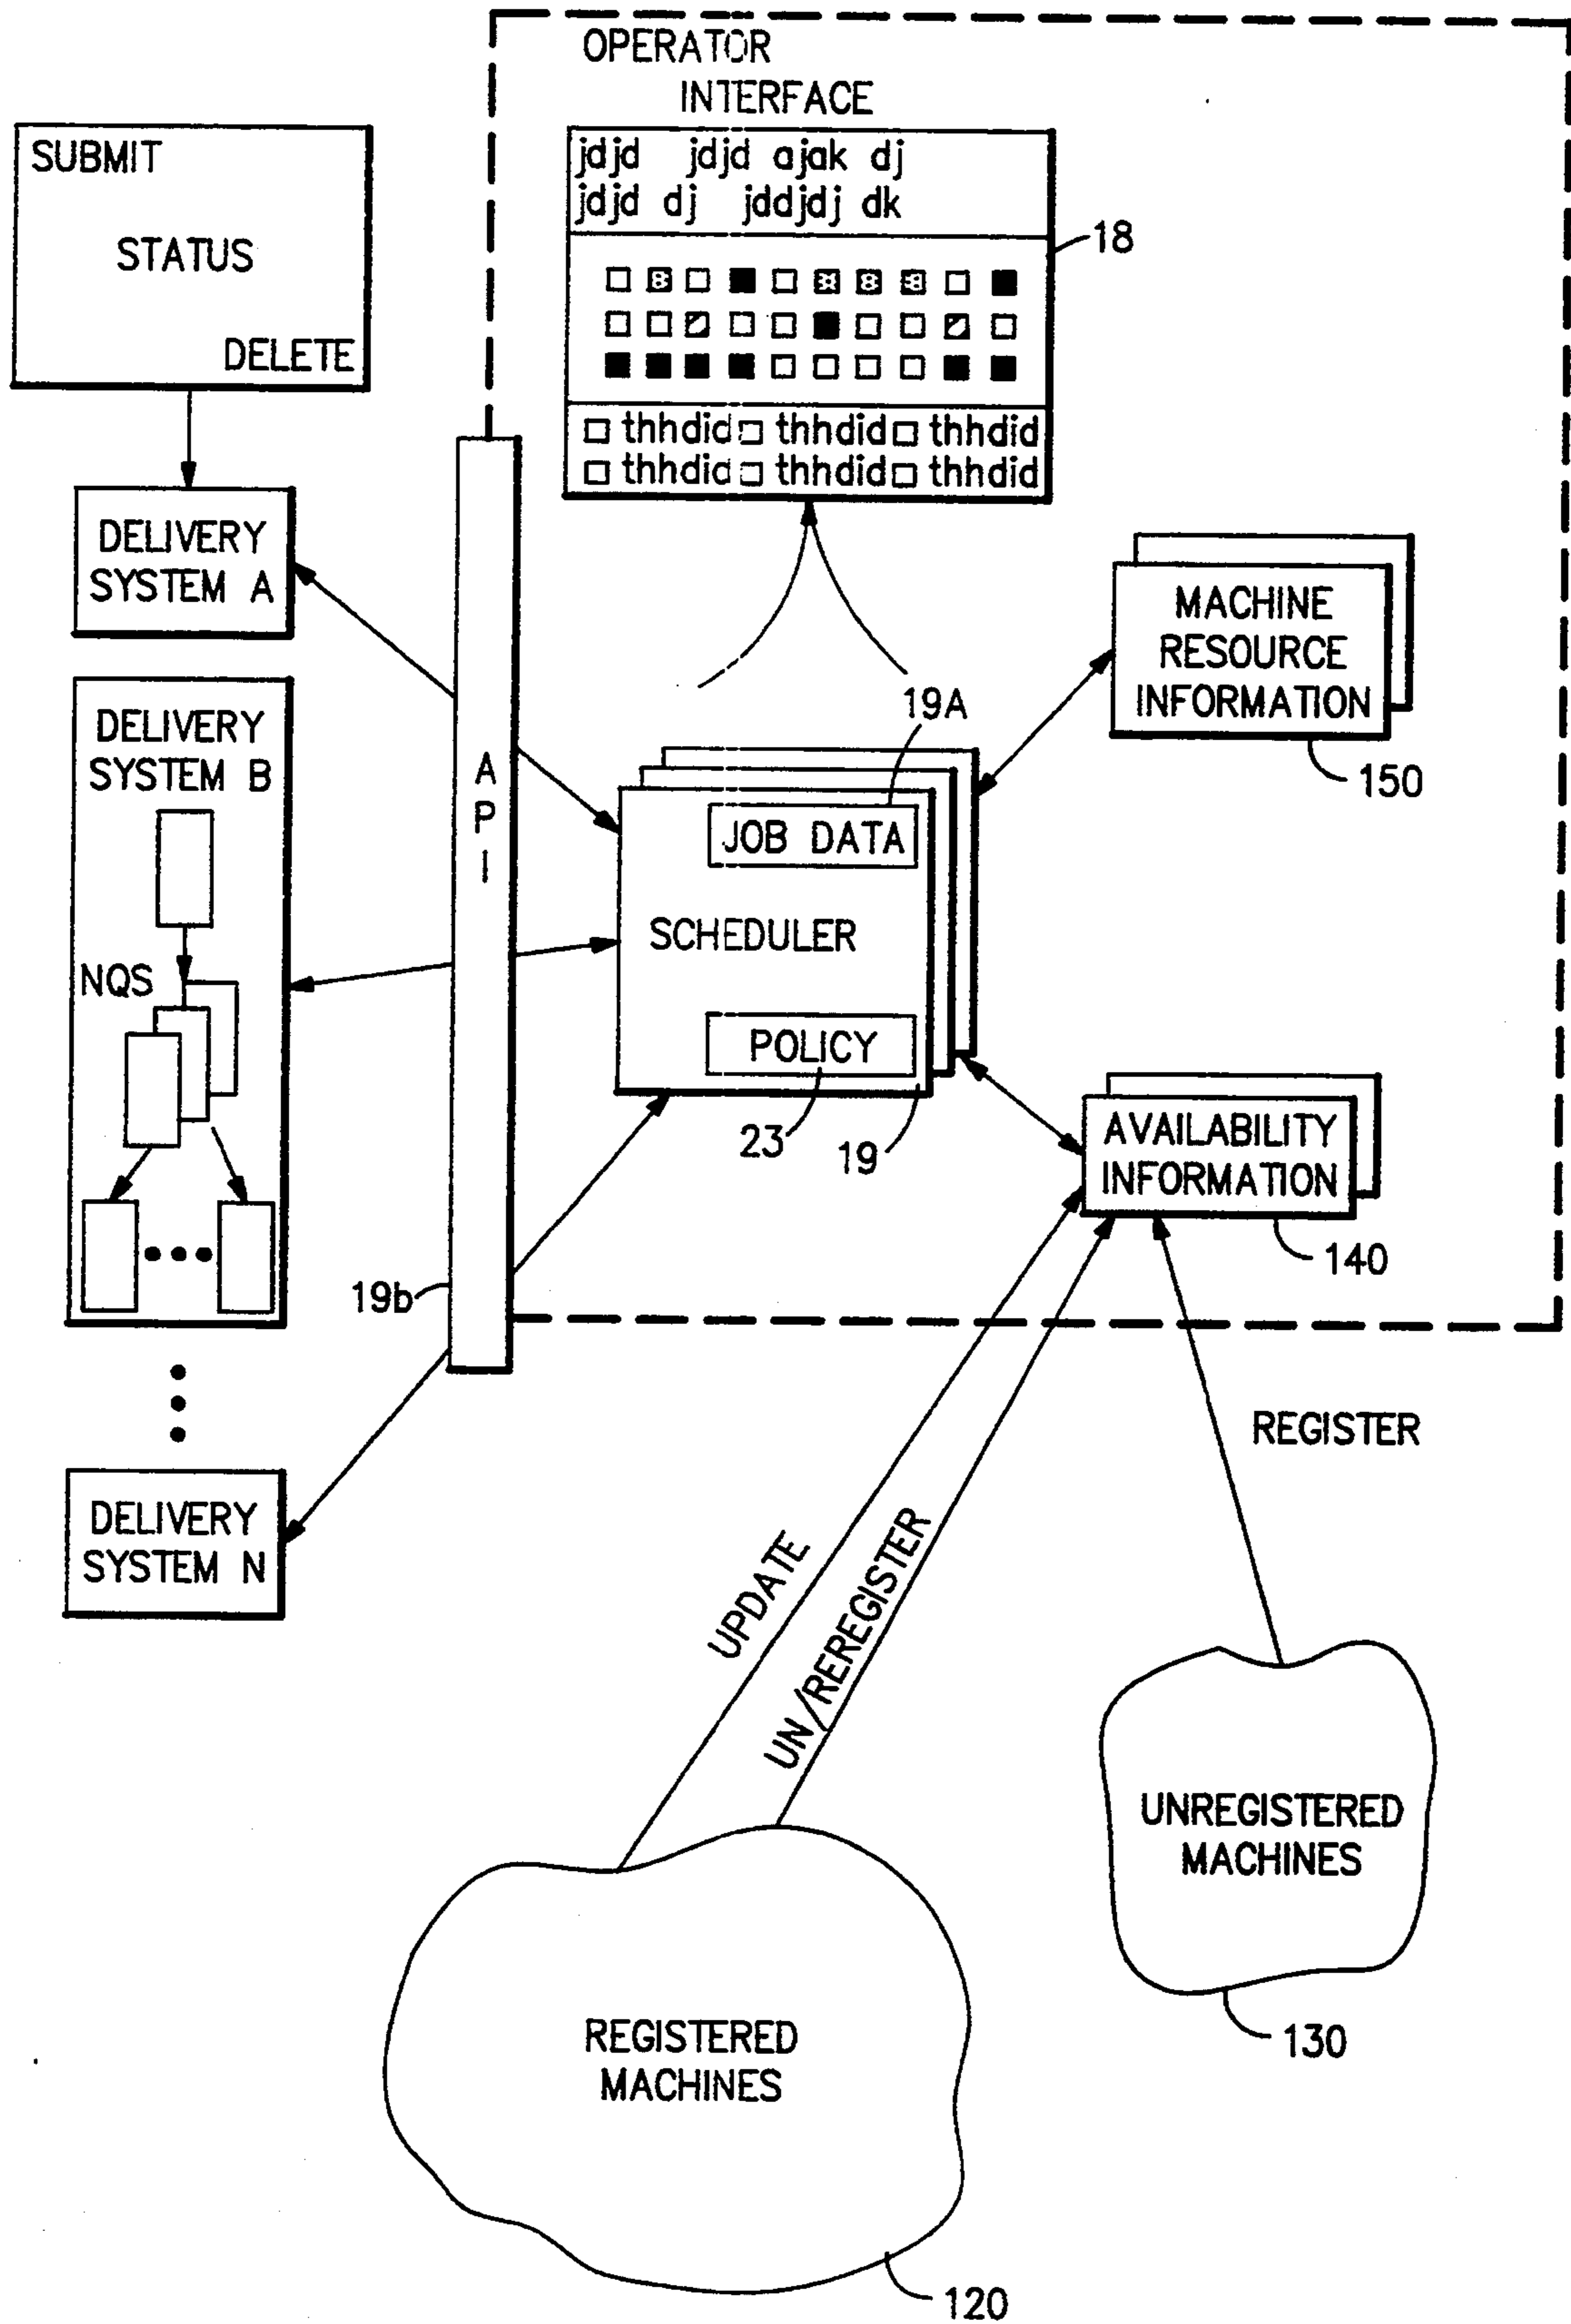 OPERATOR
INTERFACE
SUBMIT
STATUS
DELETE
jdjd jdjd ajak dj
jdjd dj jddjdj dk
18
thhdid thhdid thhdid
thhdid thhdid thhdid
DELIVERY
SYSTEM A
MACHINE
RESOURCE
INFORMATION
150
DELIVERY
SYSTEM B
NQS
API
19b
19A
JOB DATA
SCHEDULER
POLICY
23
19
AVAILABILITY
INFORMATION
140
DELIVERY
SYSTEM N
REGISTER
UPDATE
UN/REREGISTER
UNREGISTERED
MACHINES
130
REGISTERED
MACHINES
120